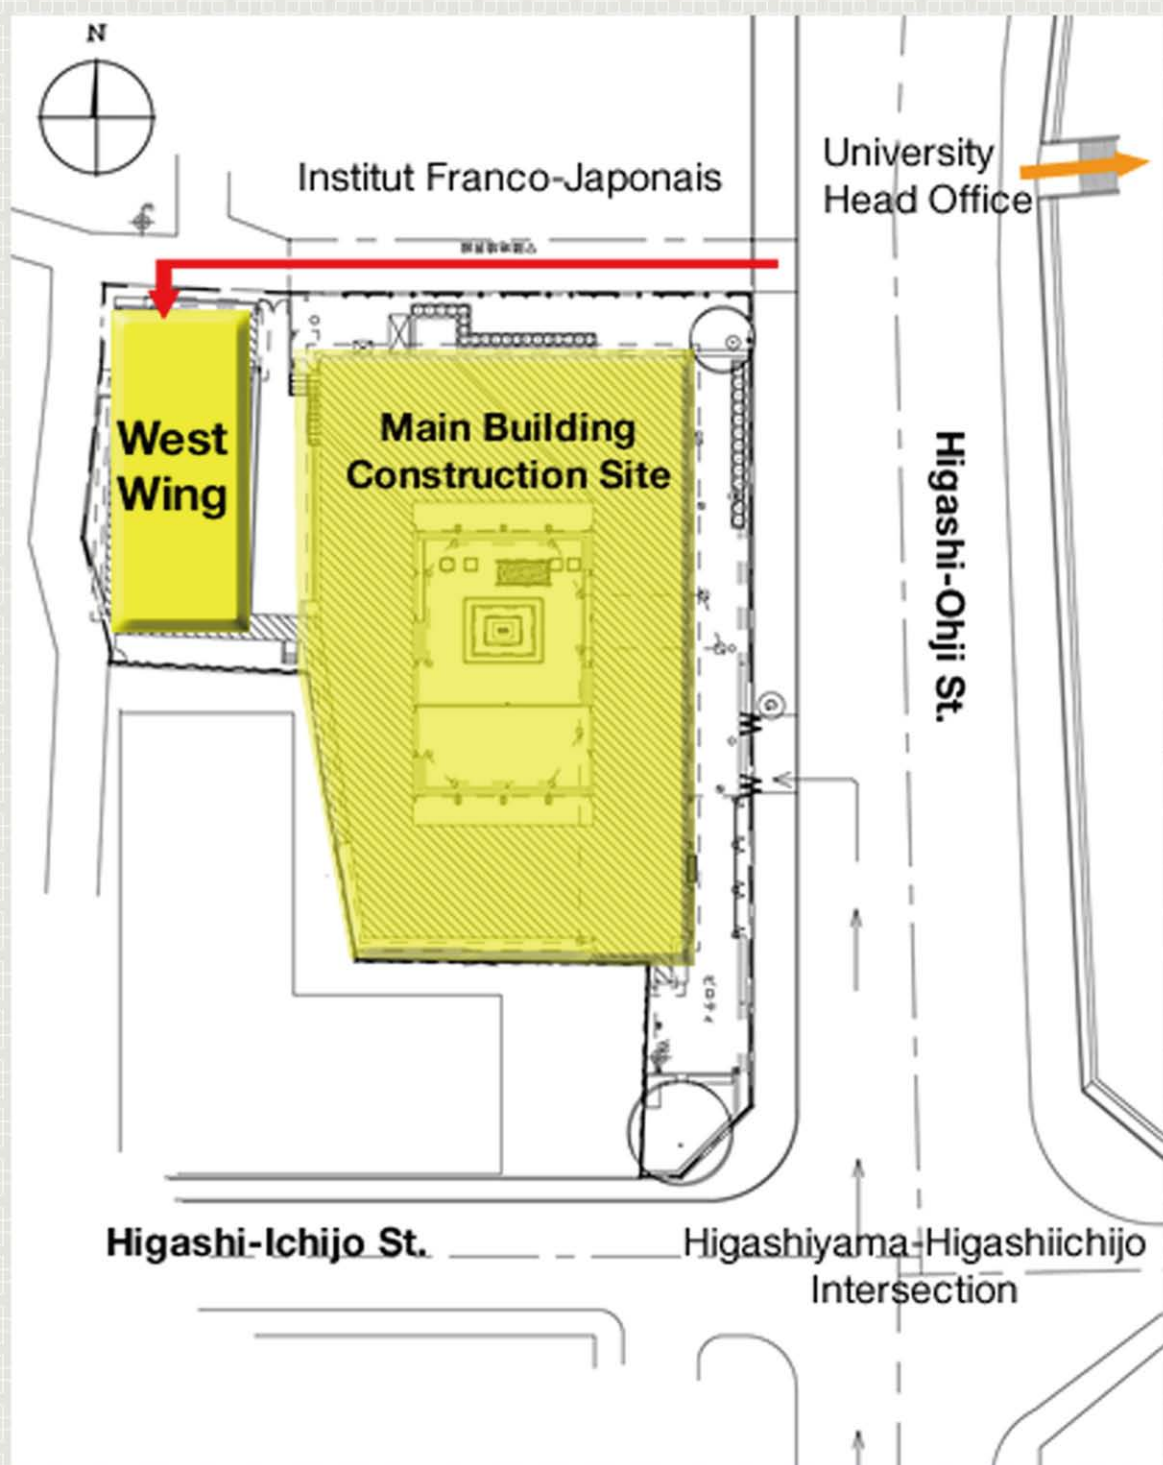 N
Institut Franco-Japonais
University
Head Office
West
Wing
Main Building
Construction Site
Higashi-Ohji St.
G
Higashi-Ichijo St.
Higashiyama-Higashiichijo
Intersection